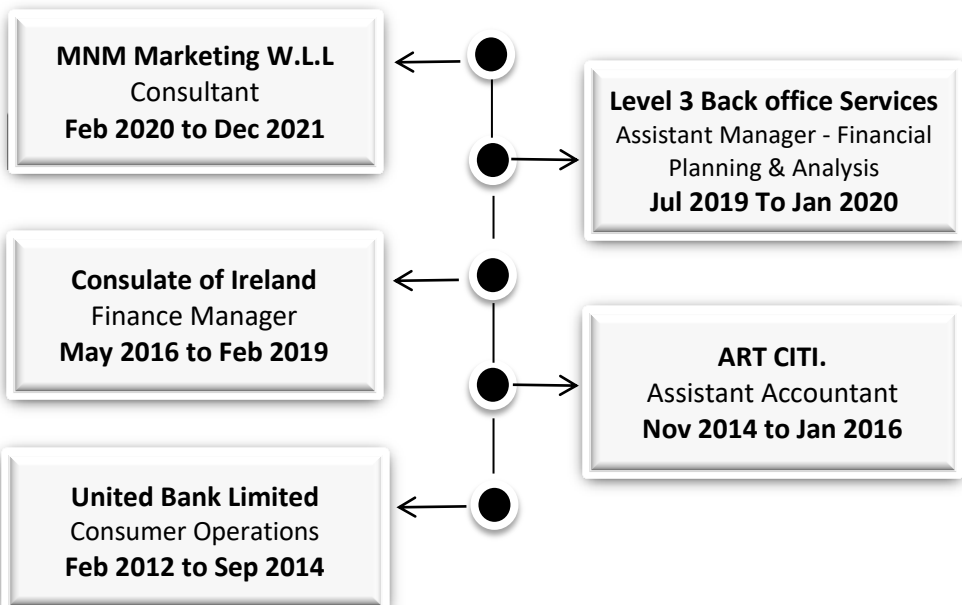 MNM Marketing W.L.L
Consultant
Feb 2020 to Dec 2021
Level 3 Back office Services
Assistant Manager - Financial
Planning & Analysis
Jul 2019 To Jan 2020
Consulate of Ireland
Finance Manager
May 2016 to Feb 2019
ART CITI.
Assistant Accountant
Nov 2014 to Jan 2016
United Bank Limited
Consumer Operations
Feb 2012 to Sep 2014